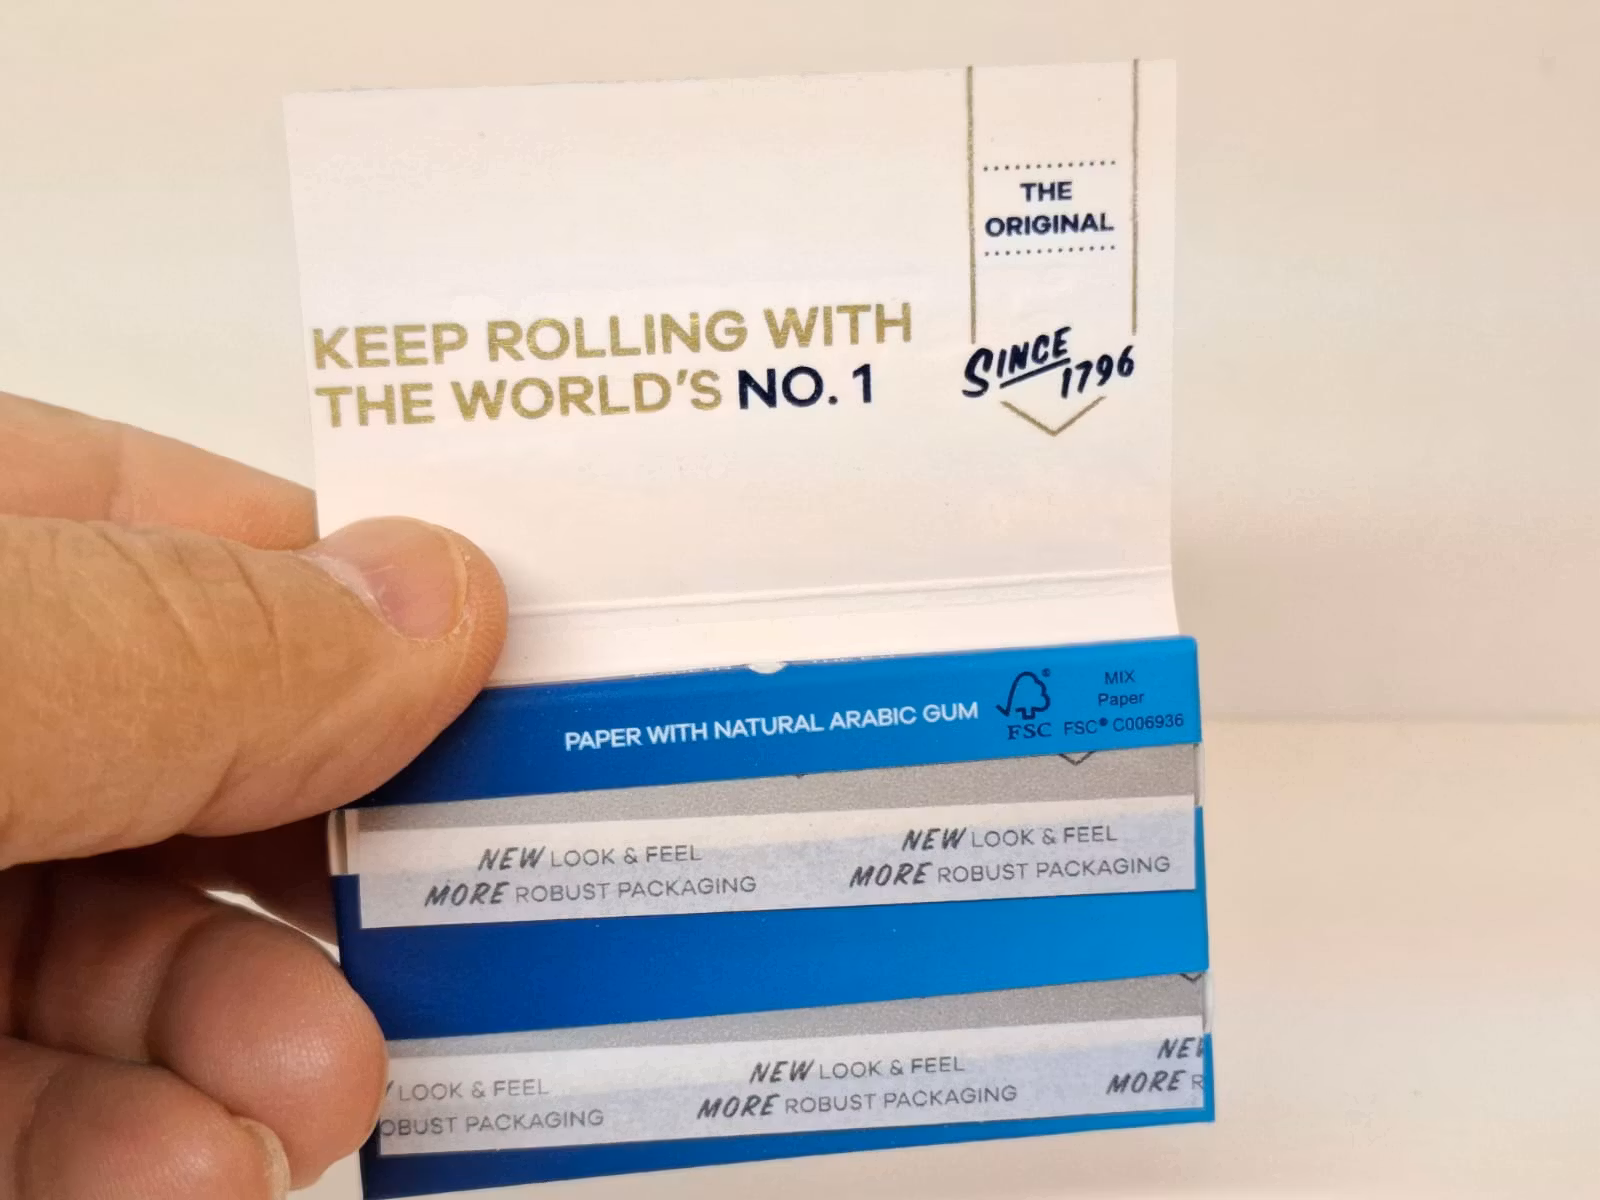 THE
ORIGINAL
KEEP ROLLING WITH
THE WORLD'S NO. 1
SINCE
1796
PAPER WITH NATURAL ARABIC GUM
FSC
MIX
Paper
FSC® C006936
NEW LOOK & FEEL
MORE ROBUST PACKAGING
NEW LOOK & FEEL
MORE ROBUST PACKAGING
LOOK & FEEL
OBUST PACKAGING
NEW LOOK & FEEL
MORE ROBUST PACKAGING
NEW
MORE R